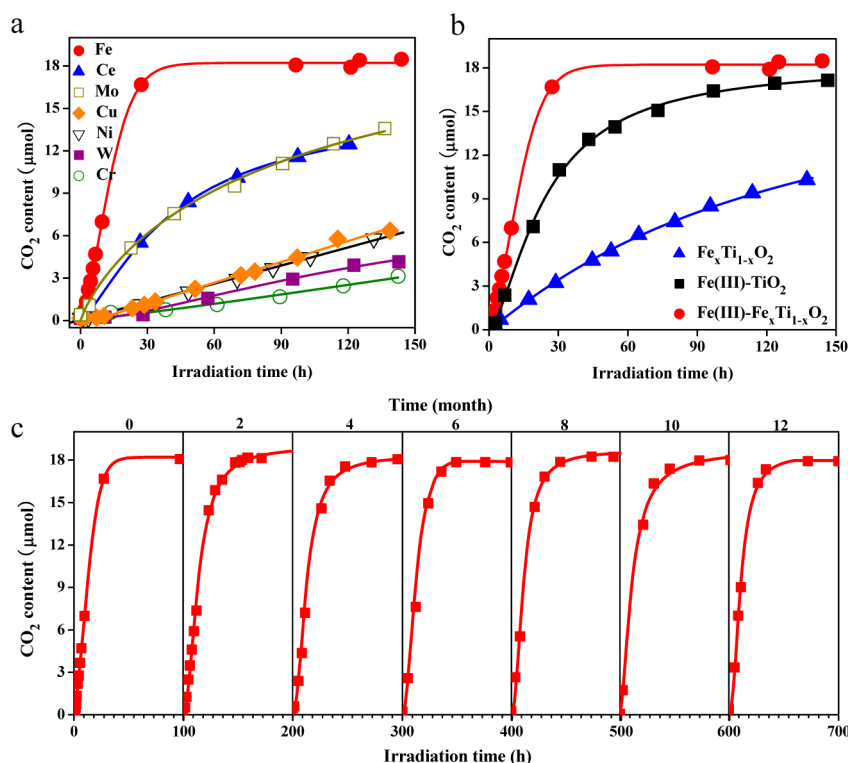 a
CO₂ content (μmol)
18
15
12
9
6
3
0
Fe
Ce
Mo
Cu
Ni
W
Cr
0 30 60 90 120 150
Irradiation time (h)
b
CO₂ content (μmol)
18
15
12
9
6
3
0
FeₓTi₁₋ₓO₂
Fe(III)-TiO₂
Fe(III)-FeₓTi₁₋ₓO₂
0 30 60 90 120 150
Irradiation time (h)
c
Time (month)
0 2 4 6 8 10 12
CO₂ content (μmol)
18
15
12
9
6
3
0
0 100 200 300 400 500 600 700
Irradiation time (h)